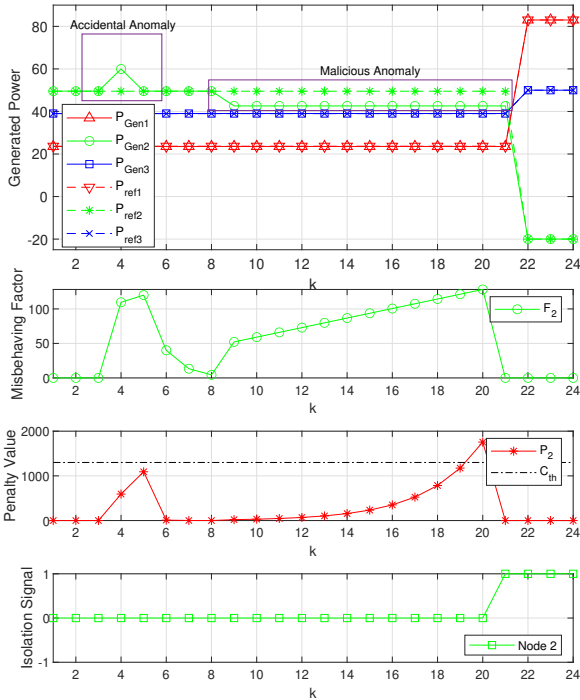 Accidental Anomaly
Malicious Anomaly
Generated Power
80
60
40
20
0
-20
P_Gen1
P_Gen2
P_Gen3
P_ref1
P_ref2
P_ref3
2 4 6 8 10 12 14 16 18 20 22 24
k
Misbehaving Factor
100
50
0
F_2
2 4 6 8 10 12 14 16 18 20 22 24
k
Penalty Value
2000
1000
0
P_2
C_th
2 4 6 8 10 12 14 16 18 20 22 24
k
Isolation Signal
1
0
-1
Node 2
2 4 6 8 10 12 14 16 18 20 22 24
k